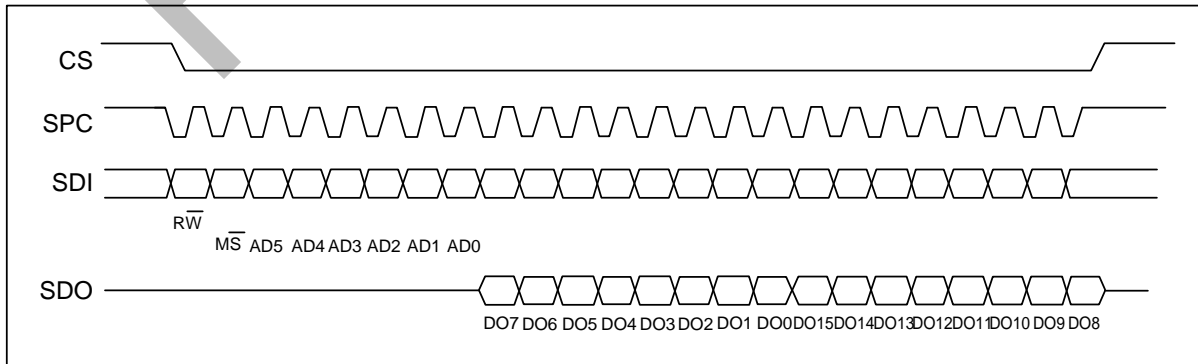 CS
SPC
SDI
RW̅
MS̅ AD5 AD4 AD3 AD2 AD1 AD0
SDO
DO7 DO6 DO5 DO4 DO3 DO2 DO1 DO0 DO15 DO14 DO13 DO12 DO11 DO10 DO9 DO8